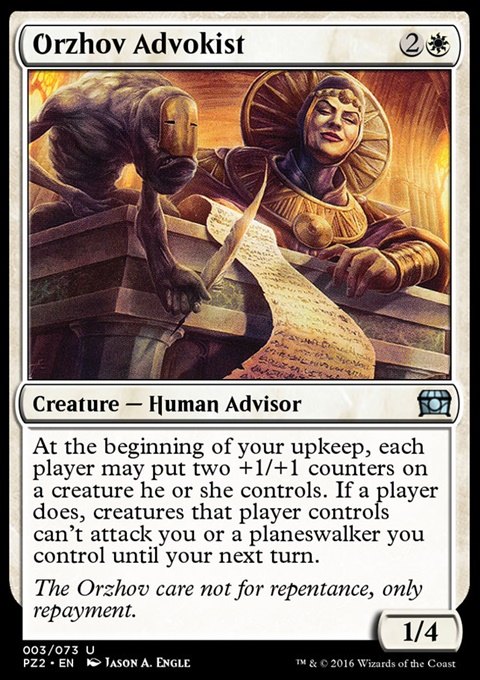 Orzhov Advokist 2
Creature — Human Advisor
At the beginning of your upkeep, each
player may put two +1/+1 counters on
a creature he or she controls. If a player
does, creatures that player controls
can't attack you or a planeswalker you
control until your next turn.
The Orzhov care not for repentance, only
repayment.
1/4
003/073 U
PZ2 • EN Jason A. Engle
™ & © 2016 Wizards of the Coast